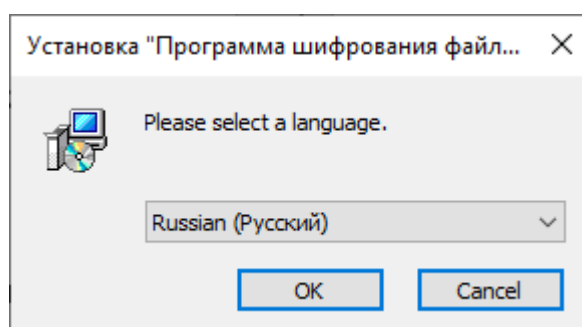 Установка "Программа шифрования файл...
Please select a language.
Russian (Русский)
OK
Cancel